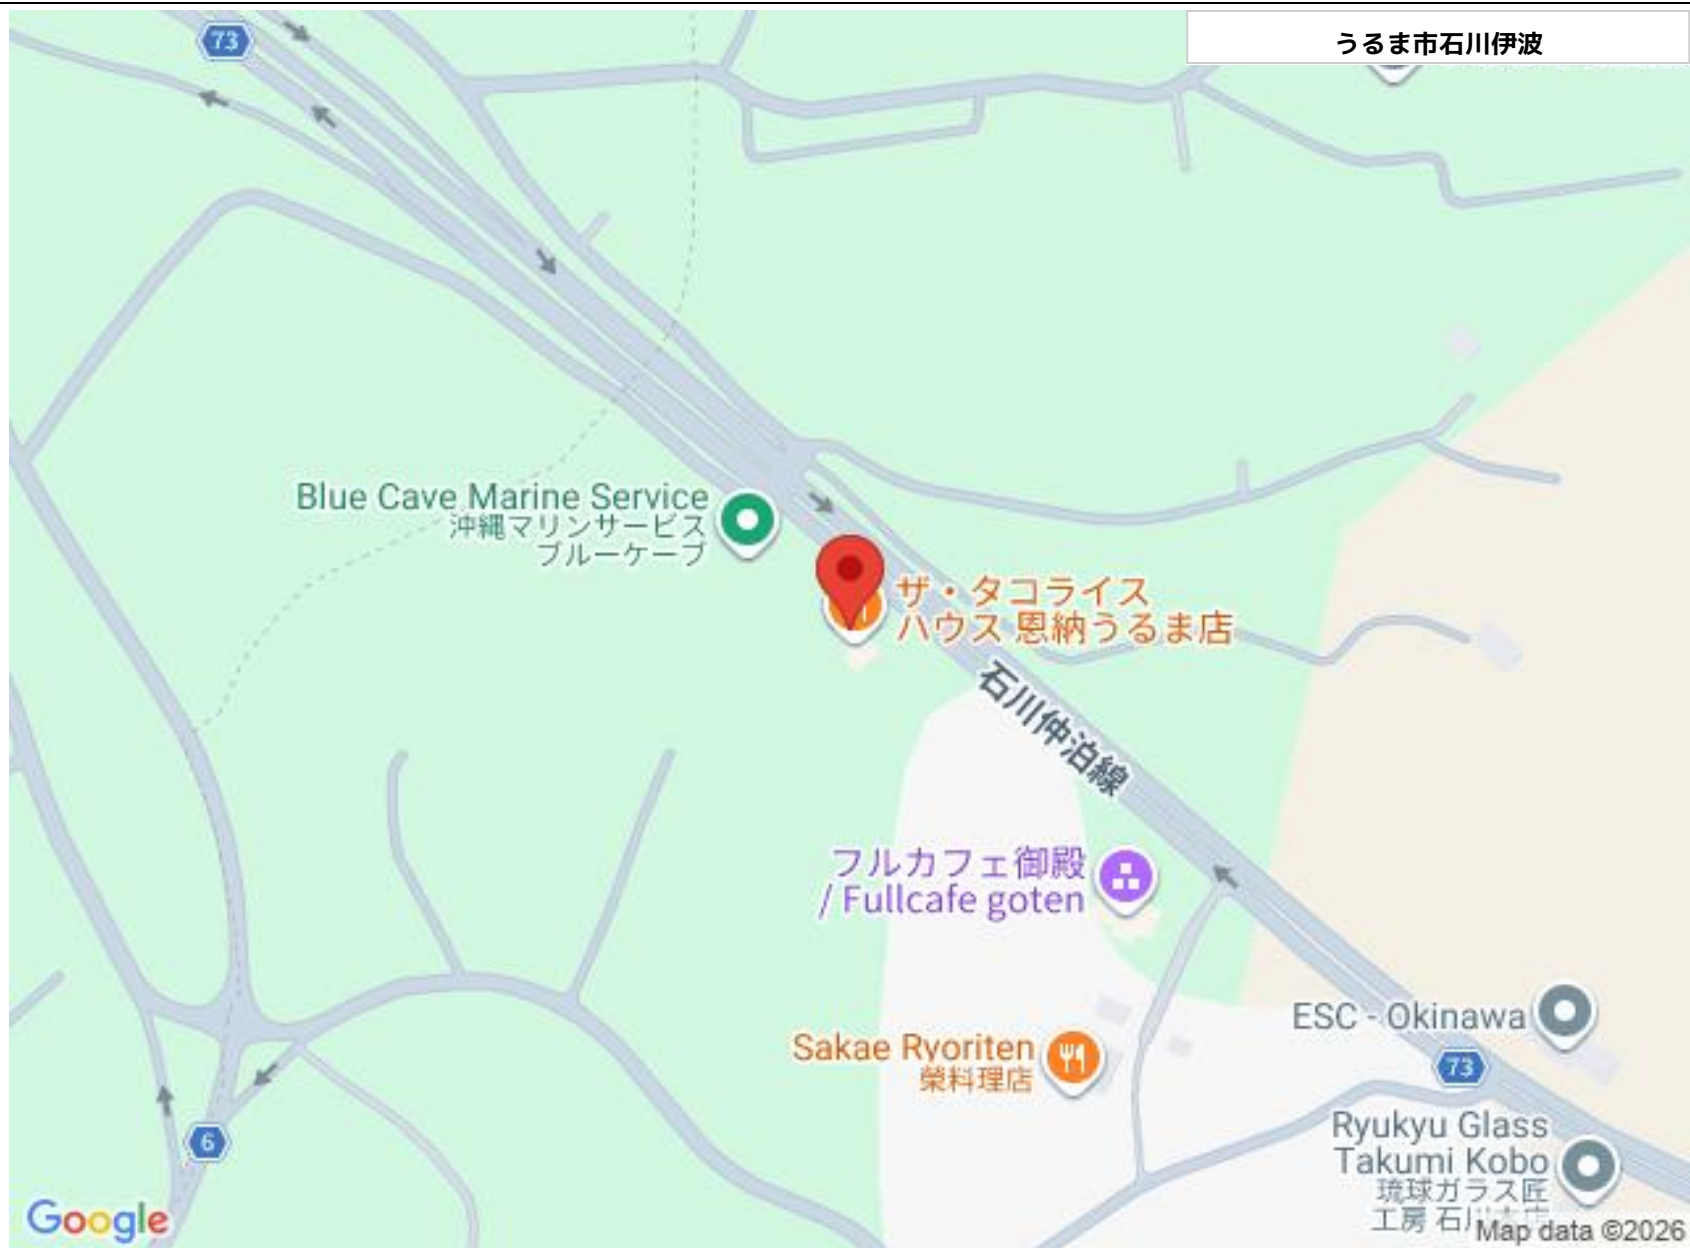 うるま市石川伊波
73
Blue Cave Marine Service
沖縄マリンサービス
ブルーケーブ
ザ・タコライス
ハウス 恩納うるま店
石川仲泊線
フルカフェ御殿
/ Fullcafe goten
ESC - Okinawa
Sakae Ryoriten
榮料理店
73
Ryukyu Glass
Takumi Kobo
琉球ガラス匠
工房 石川
6
Google
Map data ©2026